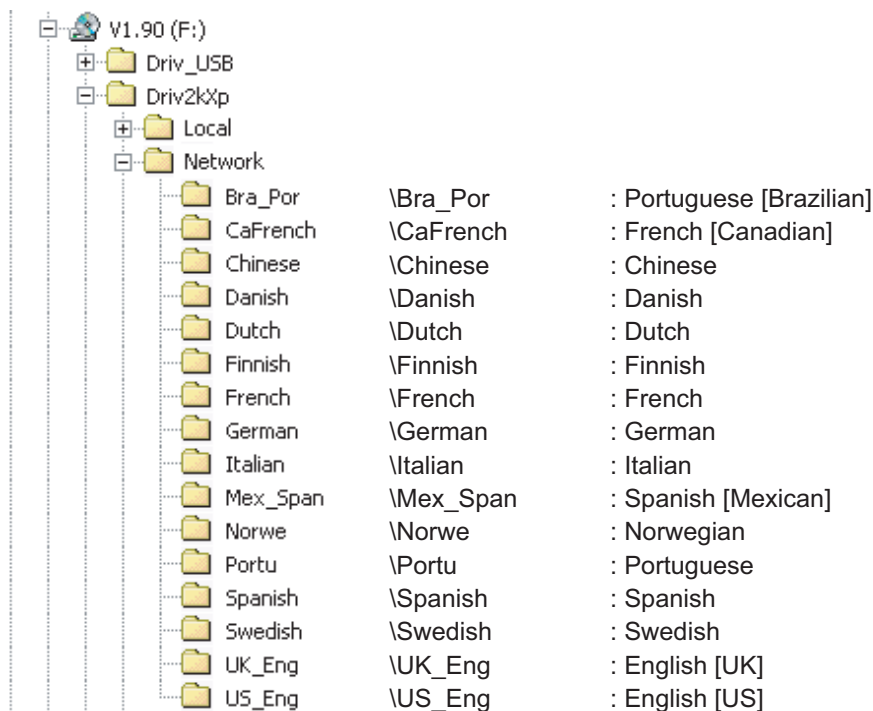 V1.90 (F:)
Driv_USB
Driv2kXp
Local
Network
Bra_Por \Bra_Por : Portuguese [Brazilian]
CaFrench \CaFrench : French [Canadian]
Chinese \Chinese : Chinese
Danish \Danish : Danish
Dutch \Dutch : Dutch
Finnish \Finnish : Finnish
French \French : French
German \German : German
Italian \Italian : Italian
Mex_Span \Mex_Span : Spanish [Mexican]
Norwe \Norwe : Norwegian
Portu \Portu : Portuguese
Spanish \Spanish : Spanish
Swedish \Swedish : Swedish
UK_Eng \UK_Eng : English [UK]
US_Eng \US_Eng : English [US]